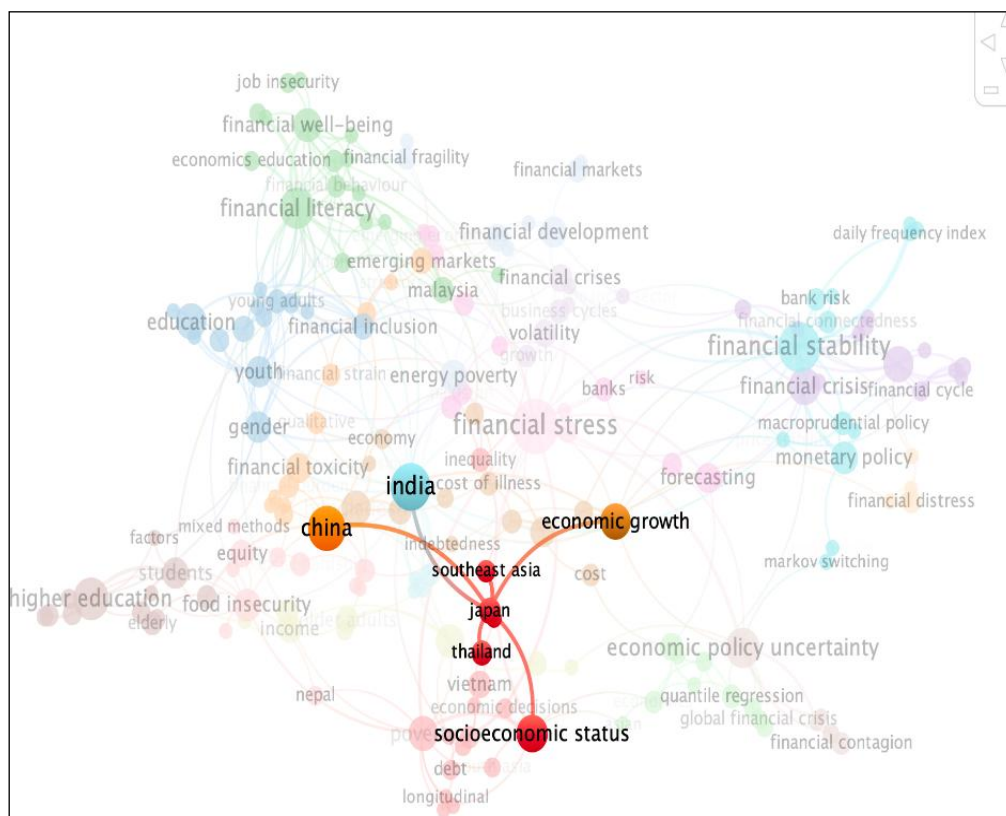 job insecurity
financial well-being
economics education
financial fragility
financial markets
financial behaviour
financial literacy
daily frequency index
financial development
emerging markets
financial crises
malaysia
bank risk
young adults
business cycles
education
financial inclusion
volatility
financial connectedness
financial stability
growth
youth
financial strain
energy poverty
banks
risk
financial crisis
financial cycle
qualitative
macroprudential policy
gender
economy
financial stress
financial toxicity
inequality
monetary policy
india
cost of illness
forecasting
financial distress
china
economic growth
mixed methods
factors
equity
indebtedness
students
southeast asia
cost
markov switching
higher education
food insecurity
japan
elderly
income
older adults
thailand
economic policy uncertainty
vietnam
nepal
economic decisions
quantile regression
global financial crisis
socioeconomic status
financial contagion
debt
longitudinal